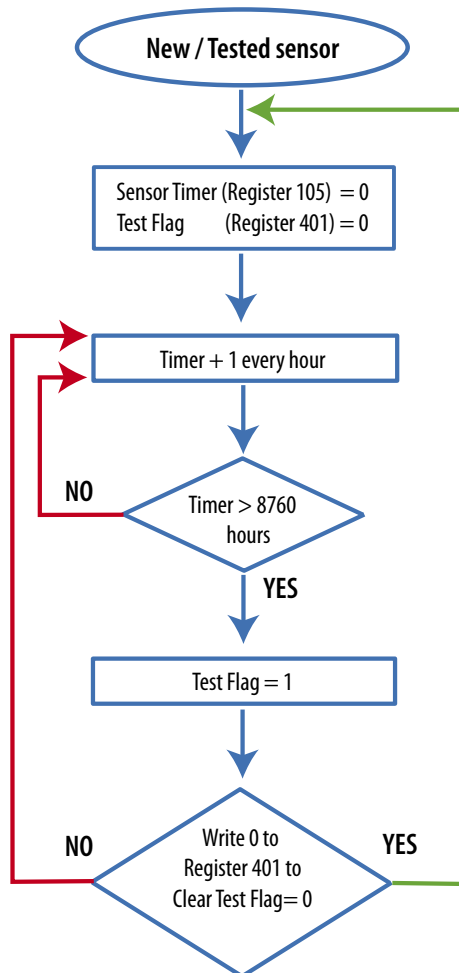 New / Tested sensor
Sensor Timer (Register 105) = 0
Test Flag (Register 401) = 0
Timer + 1 every hour
NO
Timer > 8760
hours
YES
Test Flag = 1
NO
Write 0 to
Register 401 to
Clear Test Flag= 0
YES